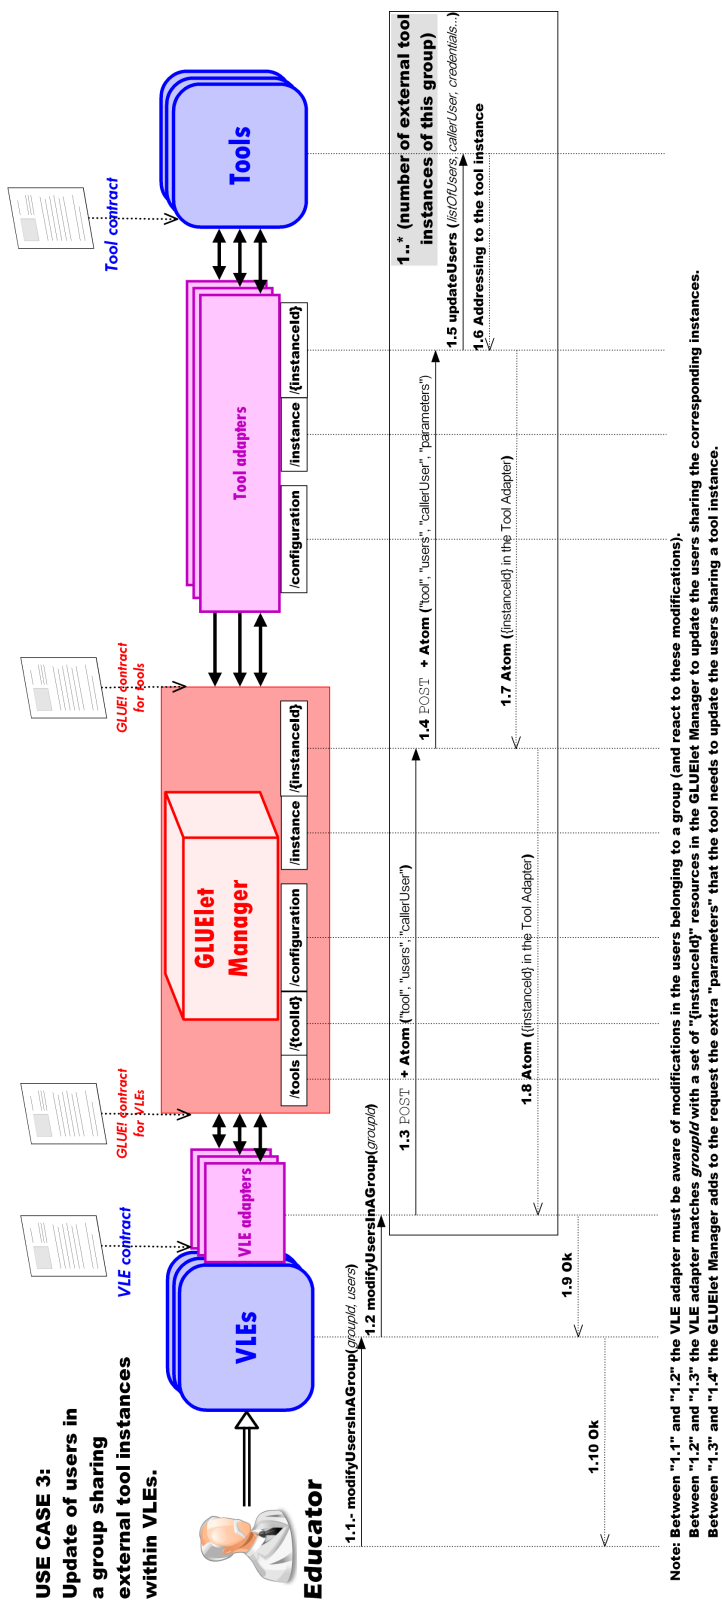 USE CASE 3:
Update of users in
a group sharing
external tool instances
within VLEs.
VLE contract
GLUE! contract
for VLEs
GLUE! contract
for tools
Tool contract
Educator
VLEs
VLE adapters
GLUElet
Manager
/tools
/{toolId}
/configuration
/instance
/{instanceId}
Tool adapters
/configuration
/instance
/{instanceId}
Tools
1..* (number of external tool
instances of this group)
1.1.- modifyUsersInAGroup(groupId, users)
1.2 modifyUsersInAGroup(groupId)
1.3 POST + Atom ("tool", "users", "callerUser")
1.4 POST + Atom ("tool", "users", "callerUser", "parameters")
1.5 updateUsers (listOfUsers, callerUser, credentials...)
1.6 Addressing to the tool instance
1.7 Atom ({instanceId} in the Tool Adapter)
1.8 Atom ({instanceId} in the Tool Adapter)
1.9 Ok
1.10 Ok
Note: Between "1.1" and "1.2" the VLE adapter must be aware of modifications in the users belonging to a group (and react to these modifications).
Between "1.2" and "1.3" the VLE adapter matches groupId with a set of "{instanceId}" resources in the GLUElet Manager to update the users sharing the corresponding instances.
Between "1.3" and "1.4" the GLUElet Manager adds to the request the extra "parameters" that the tool needs to update the users sharing a tool instance.